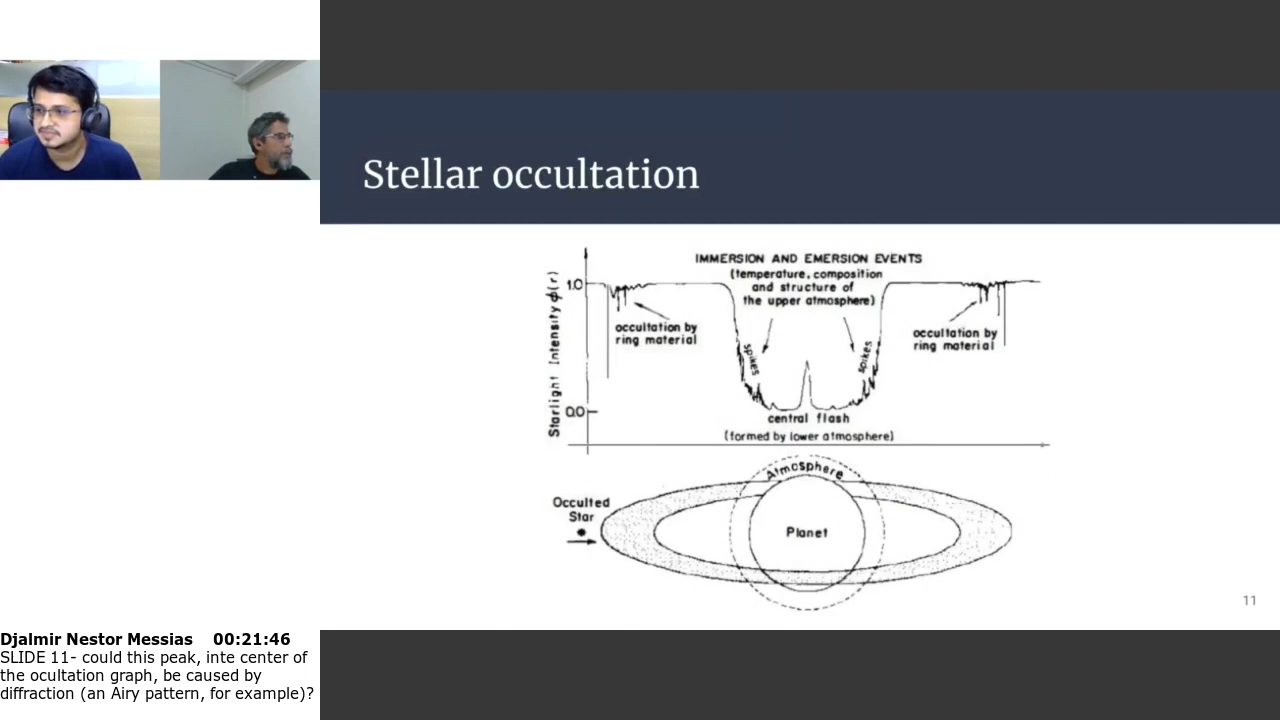 Stellar occultation
IMMERSION AND EMERSION EVENTS
(temperature, composition
and structure of
the upper atmosphere)
Starlight Intensity ϕ(r)
1.0
0.0
occultation by
ring material
spikes
spikes
occultation by
ring material
central flash
(formed by lower atmosphere)
Atmosphere
Occulted
Star
Planet
11
Djalmir Nestor Messias 00:21:46
SLIDE 11- could this peak, inte center of
the ocultation graph, be caused by
diffraction (an Airy pattern, for example)?